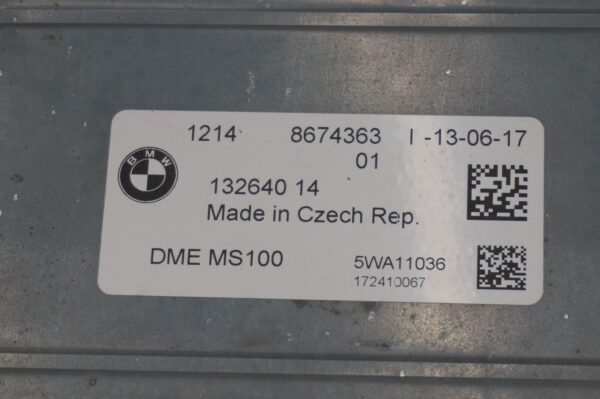 1214 8674363 I -13-06-17
01
BMW
132640 14
Made in Czech Rep.
DME MS100 5WA11036
172410067